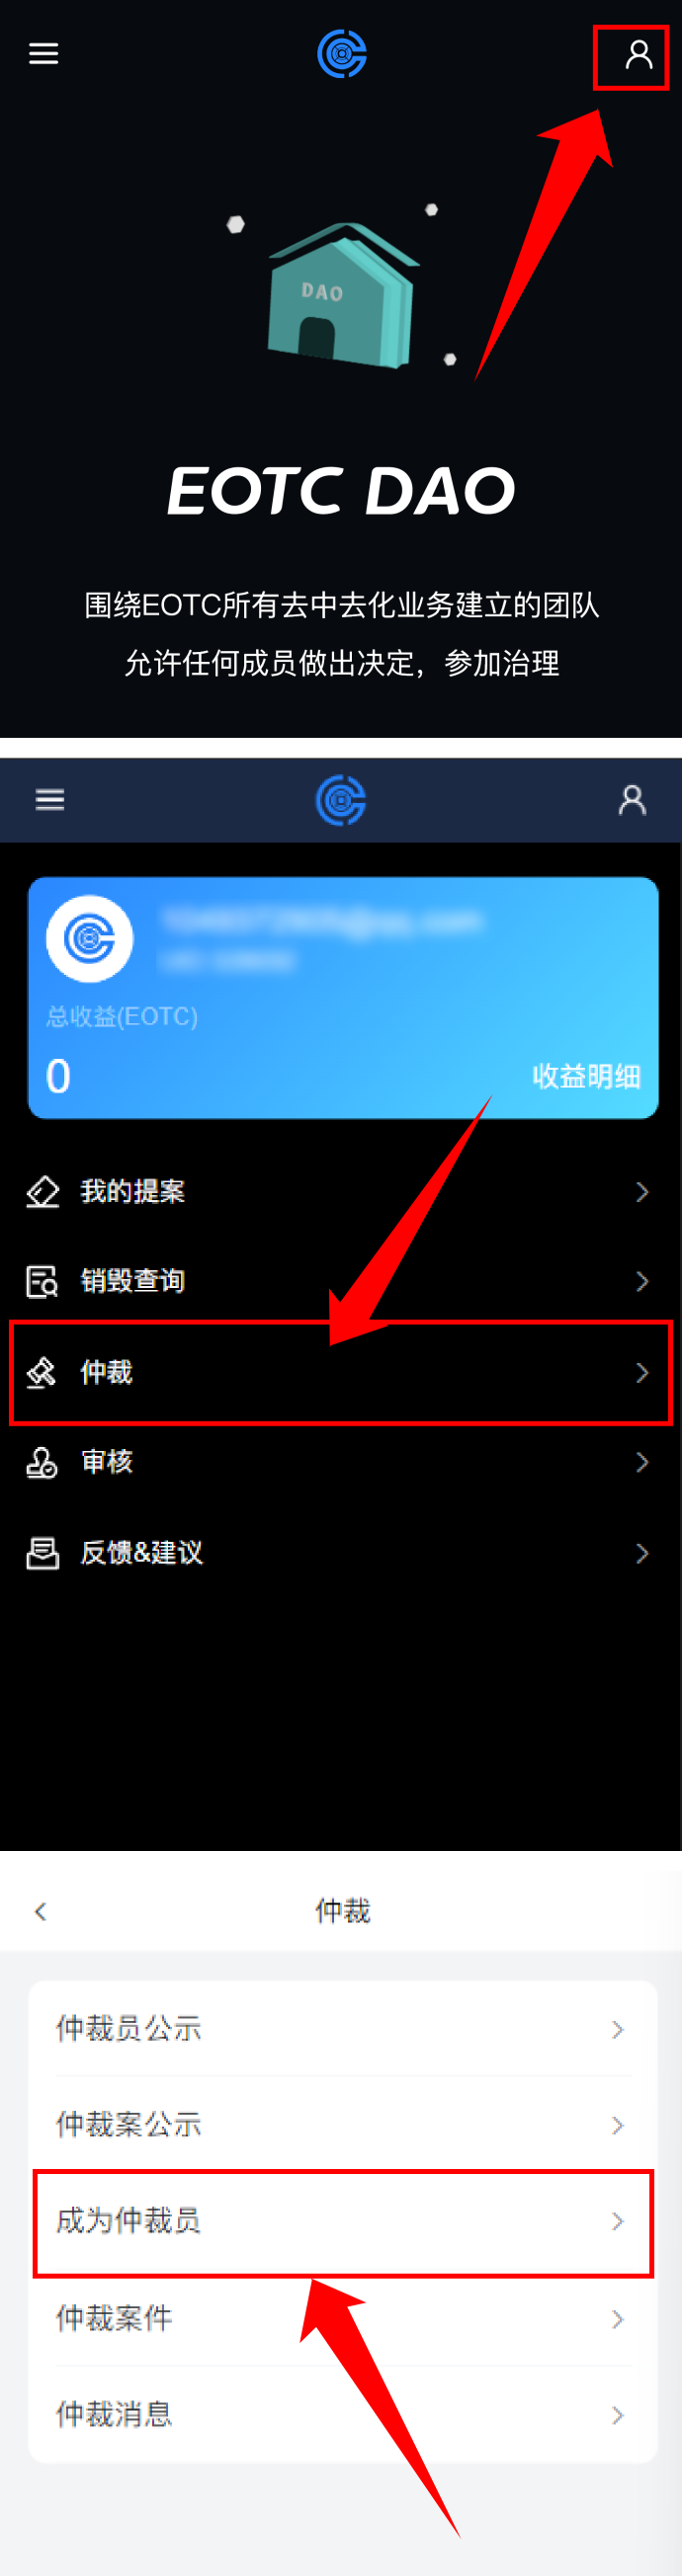 DAO
EOTC DAO
围绕EOTC所有去中去化业务建立的团队
允许任何成员做出决定，参加治理
总收益(EOTC)
0
收益明细
我的提案
销毁查询
仲裁
审核
反馈&建议
仲裁
仲裁员公示
仲裁案公示
成为仲裁员
仲裁案件
仲裁消息